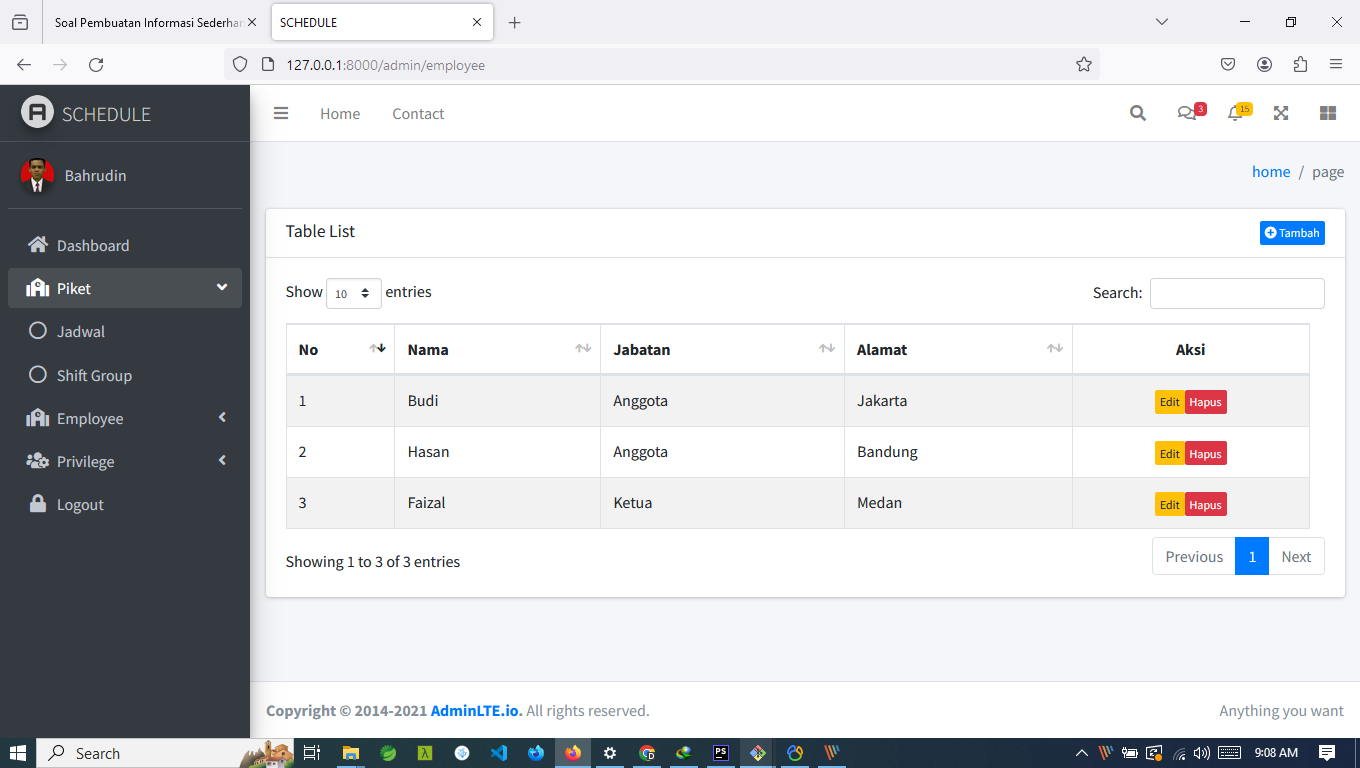 Soal Pembuatan Informasi Sederha
SCHEDULE
127.0.0.1:8000/admin/employee
SCHEDULE
Home
Contact
3
15
Bahrudin
home / page
Table List
Tambah
Dashboard
Piket
Show 10 entries
Search:
Jadwal
No Nama Jabatan Alamat Aksi
Shift Group
1 Budi Anggota Jakarta Edit Hapus
Employee
2 Hasan Anggota Bandung Edit Hapus
Privilege
3 Faizal Ketua Medan Edit Hapus
Logout
Showing 1 to 3 of 3 entries
Previous 1 Next
Copyright © 2014-2021 AdminLTE.io. All rights reserved.
Anything you want
Search
PS
9:08 AM